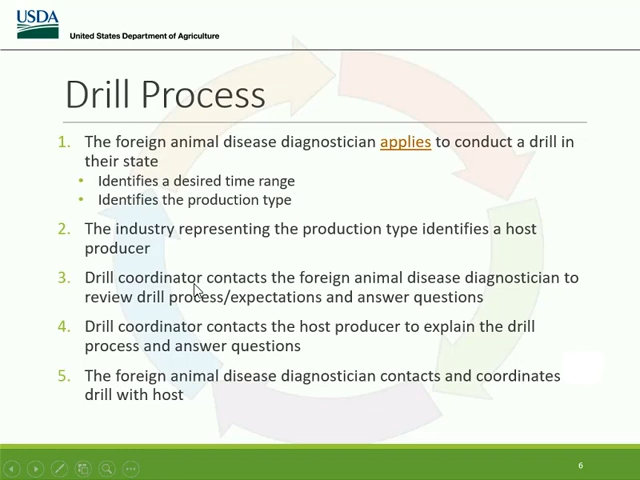 USDA
United States Department of Agriculture
Drill Process
1. The foreign animal disease diagnostician applies to conduct a drill in
their state
• Identifies a desired time range
• Identifies the production type
2. The industry representing the production type identifies a host
producer
3. Drill coordinator contacts the foreign animal disease diagnostician to
review drill process/expectations and answer questions
4. Drill coordinator contacts the host producer to explain the drill
process and answer questions
5. The foreign animal disease diagnostician contacts and coordinates
drill with host
6